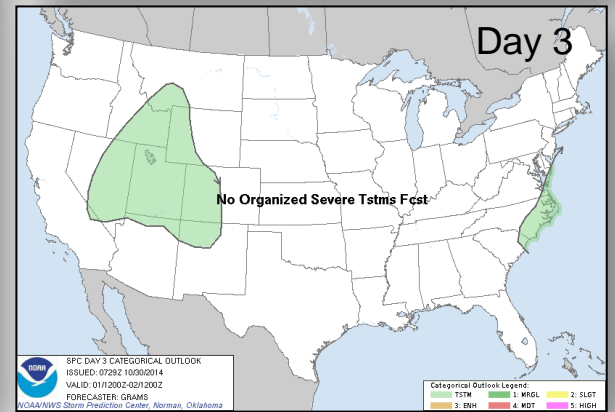 Day 3
No Organized Severe Tstms Fcst
NOAA
SPC DAY 3 CATEGORICAL OUTLOOK
ISSUED: 0729Z 10/30/2014
VALID: 01/1200Z-02/1200Z
FORECASTER: GRAMS
NOAA/NWS Storm Prediction Center, Norman, Oklahoma
Categorical Outlook Legend:
TSTM 1: MRGL 2: SLGT
3: ENH 4: MDT 5: HIGH